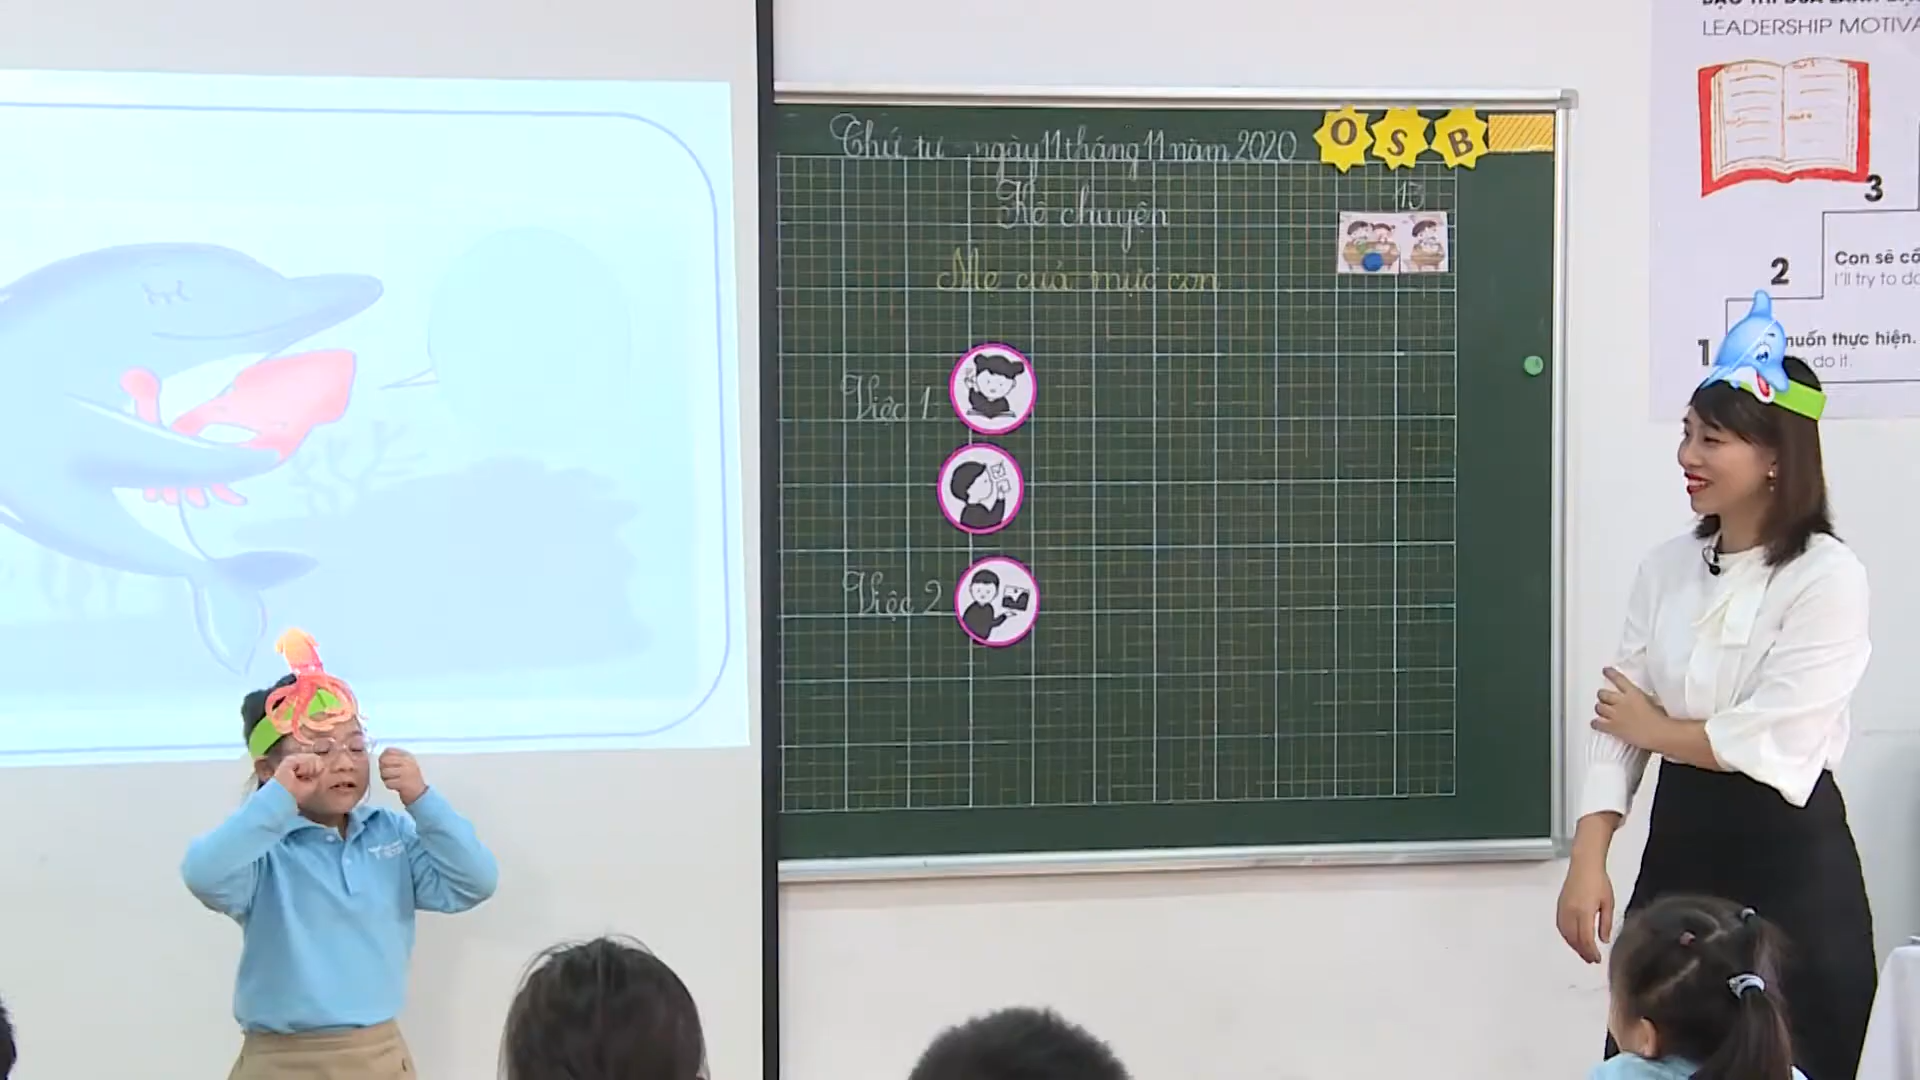 Thứ tư ngày 11 tháng 11 năm 2020
O S B
Kể chuyện
13
Mẹ của mực con
Việc 1:
Việc 2
LEADERSHIP MOTIVA
3
2
Con sẽ cố
I'll try to do
1
muốn thực hiện.
do it.